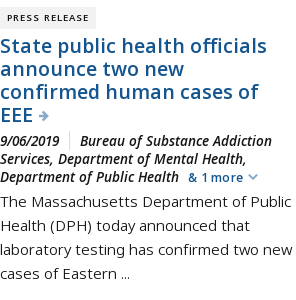 PRESS RELEASE
State public health officials
announce two new
confirmed human cases of
EEE
9/06/2019 Bureau of Substance Addiction
Services, Department of Mental Health,
Department of Public Health & 1 more
The Massachusetts Department of Public
Health (DPH) today announced that
laboratory testing has confirmed two new
cases of Eastern ...